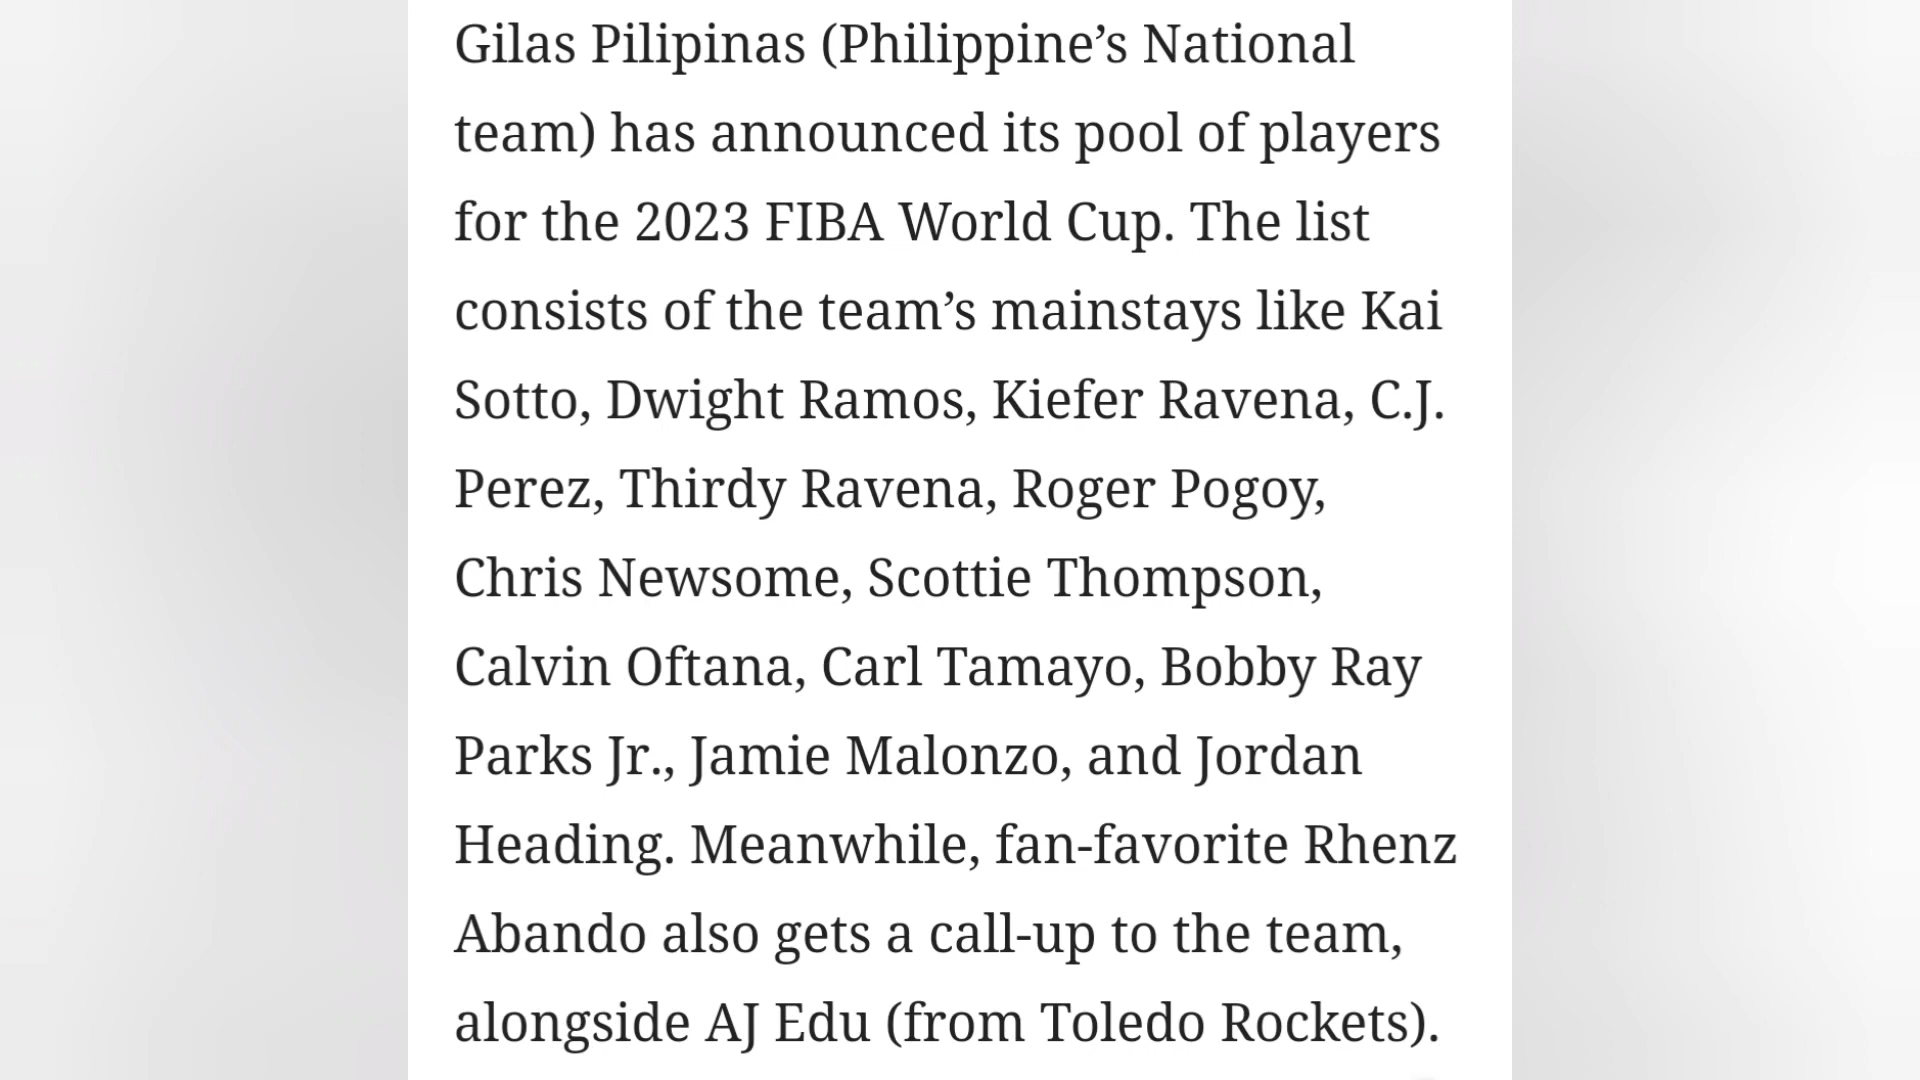 Gilas Pilipinas (Philippine’s National
team) has announced its pool of players
for the 2023 FIBA World Cup. The list
consists of the team’s mainstays like Kai
Sotto, Dwight Ramos, Kiefer Ravena, C.J.
Perez, Thirdy Ravena, Roger Pogoy,
Chris Newsome, Scottie Thompson,
Calvin Oftana, Carl Tamayo, Bobby Ray
Parks Jr., Jamie Malonzo, and Jordan
Heading. Meanwhile, fan-favorite Rhenz
Abando also gets a call-up to the team,
alongside AJ Edu (from Toledo Rockets).